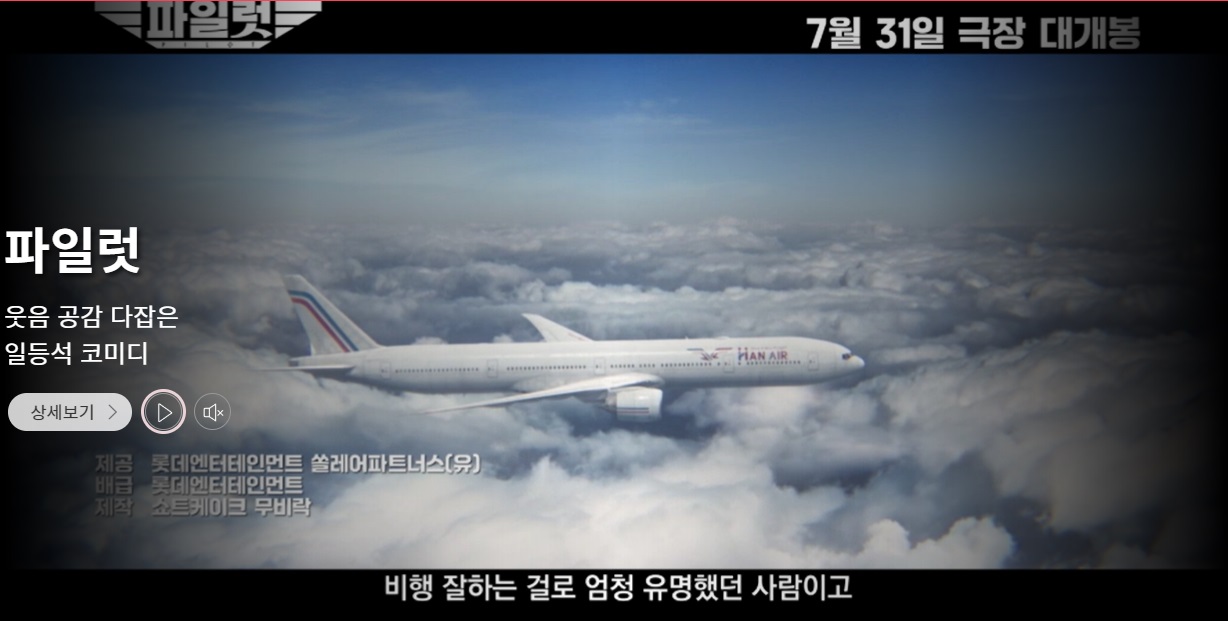 파일럿
PILOT
7월 31일 극장 대개봉
파일럿
웃음 공감 다잡은
일등석 코미디
HAN AIR
상세보기
제공 롯데엔터테인먼트 쏠레어파트너스(유)
배급 롯데엔터테인먼트
제작 쇼트케이크 무비락
비행 잘하는 걸로 엄청 유명했던 사람이고